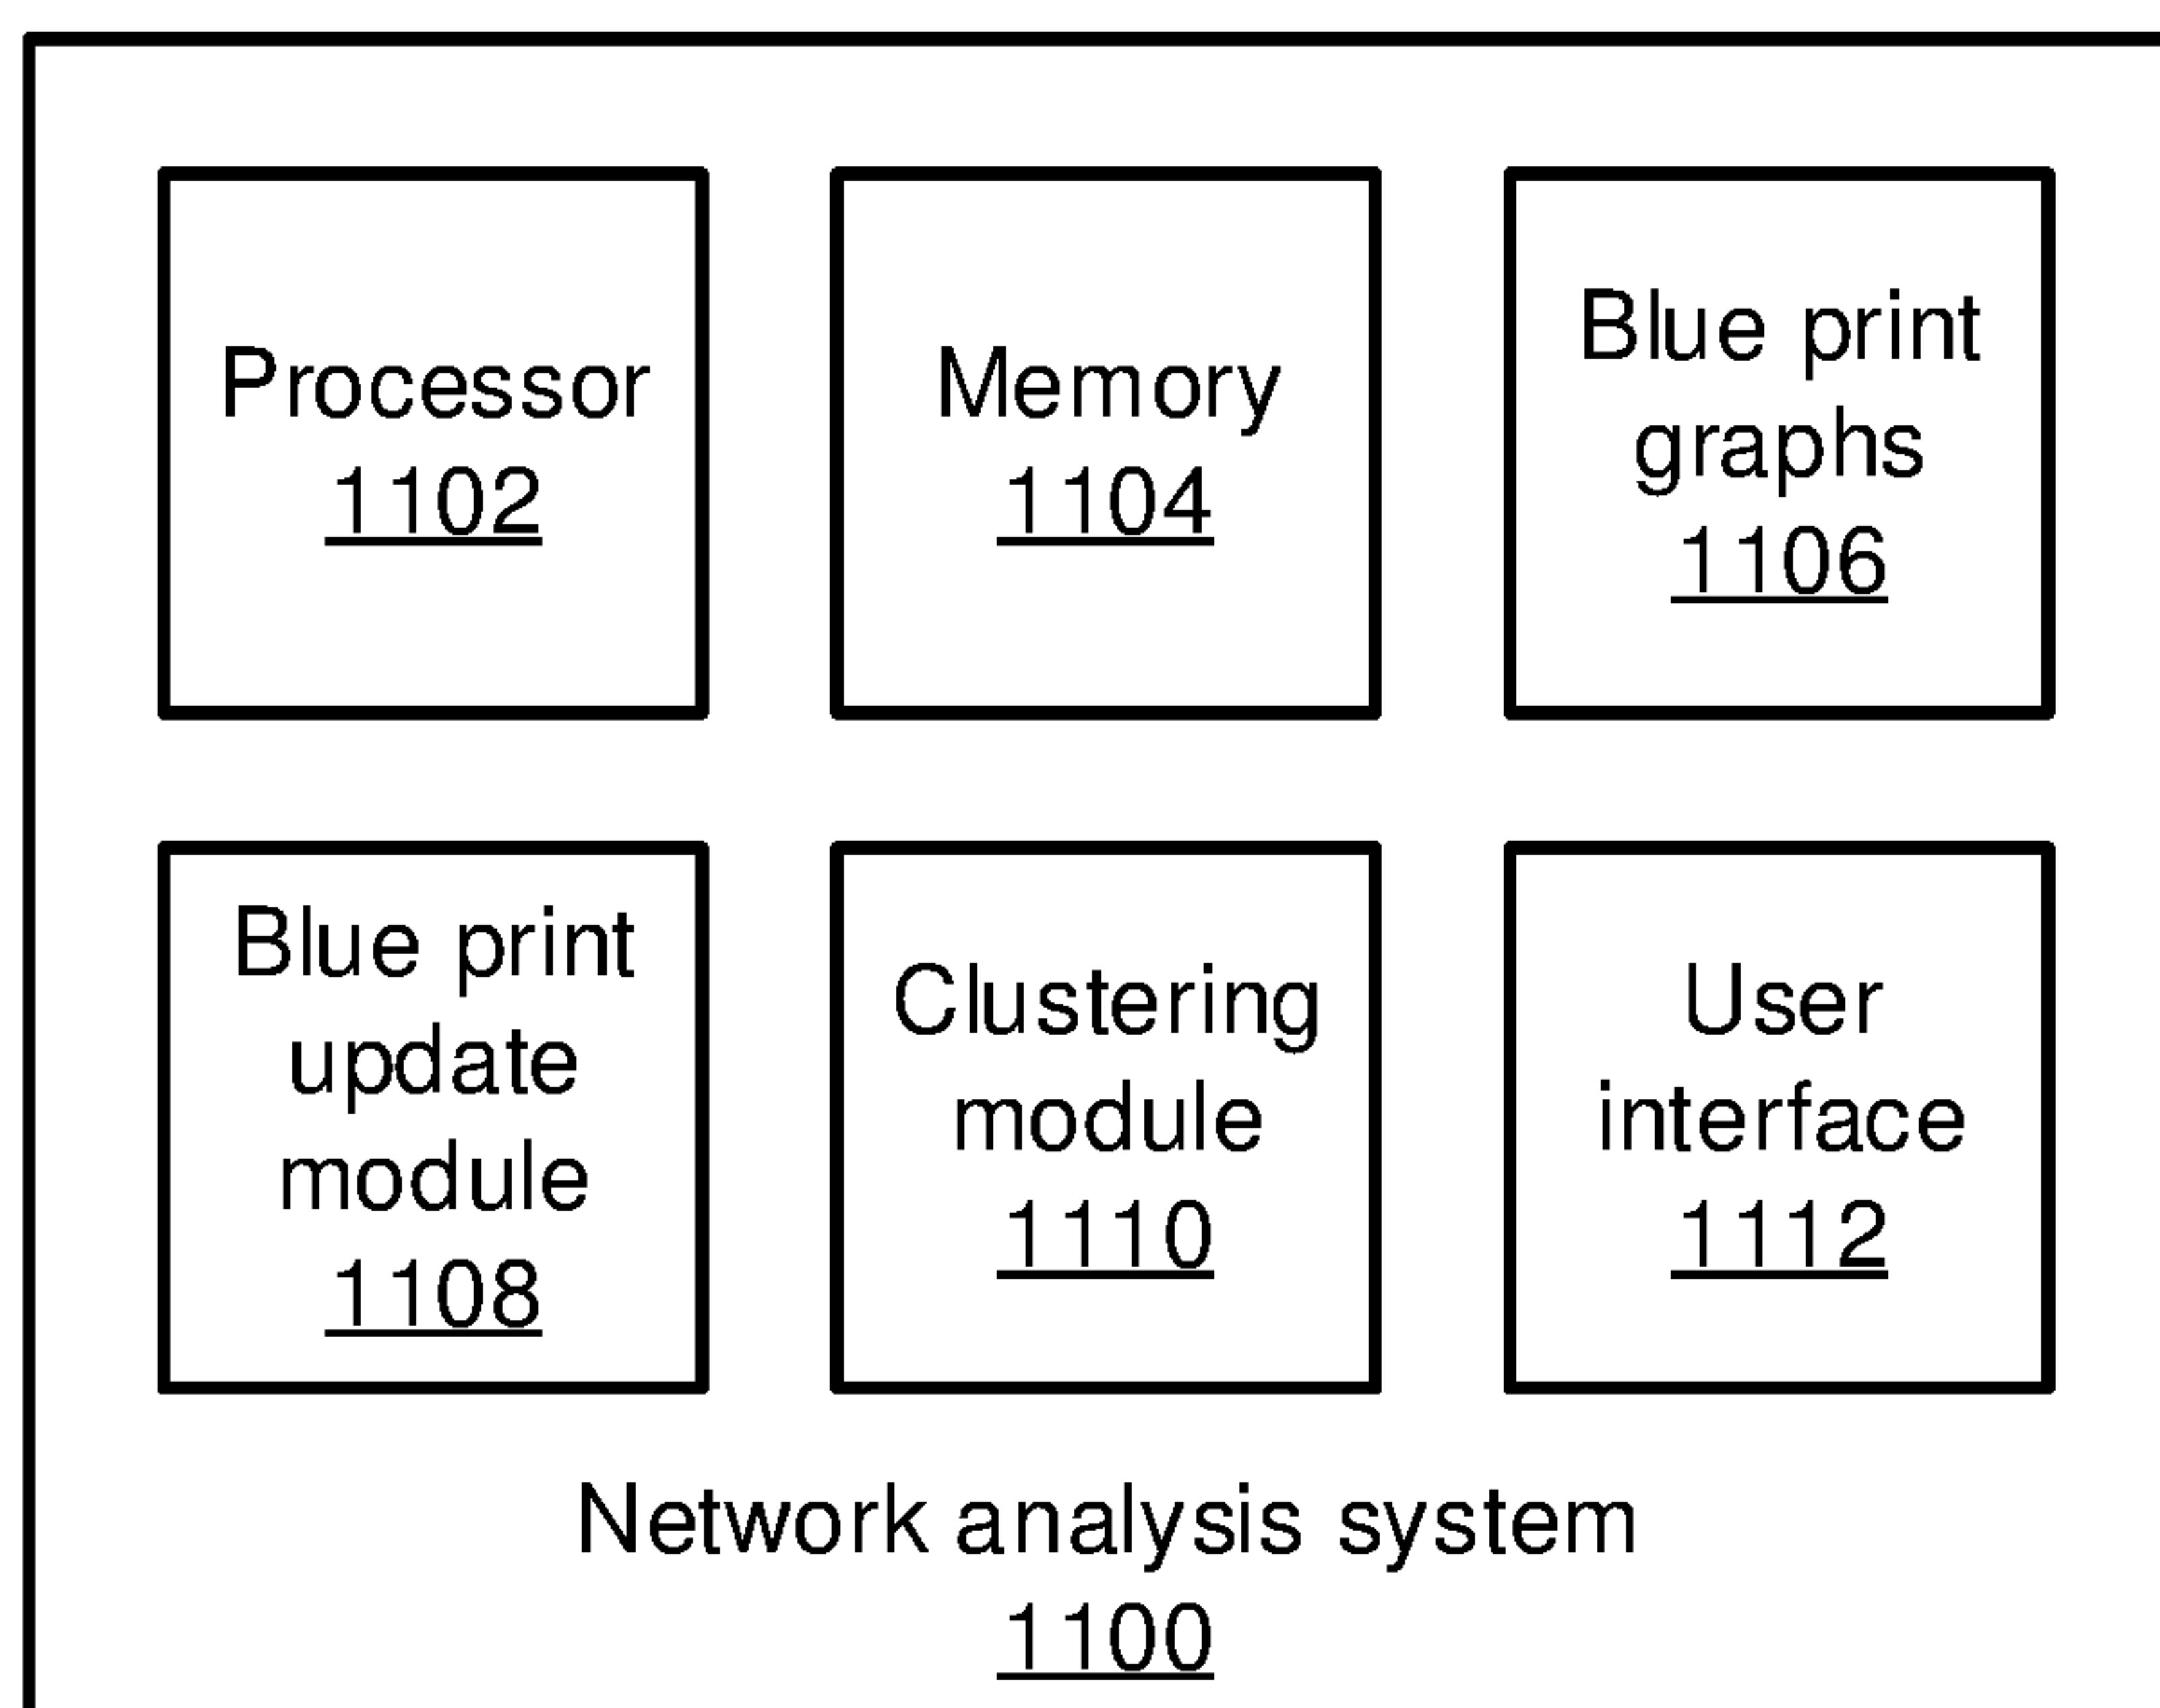 Processor
1102
Memory
1104
Blue print
graphs
1106
Blue print
update
module
1108
Clustering
module
1110
User
interface
1112
Network analysis system
1100